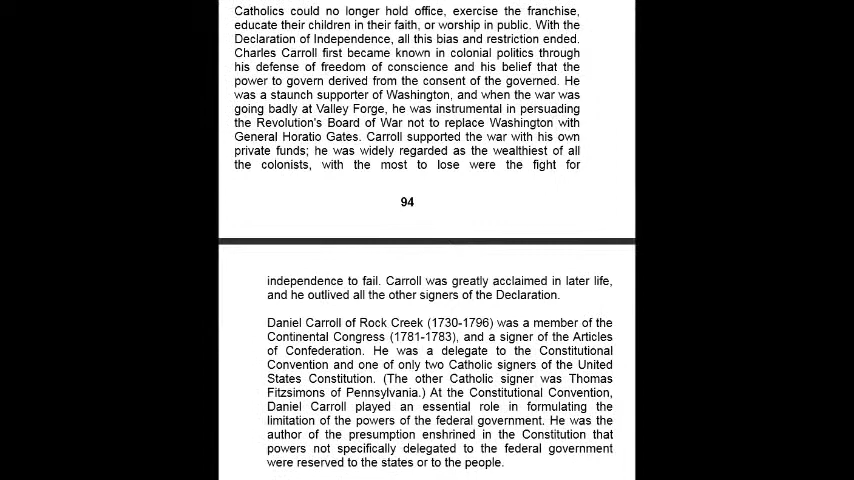 Catholics could no longer hold office, exercise the franchise,
educate their children in their faith, or worship in public. With the
Declaration of Independence, all this bias and restriction ended.
Charles Carroll first became known in colonial politics through
his defense of freedom of conscience and his belief that the
power to govern derived from the consent of the governed. He
was a staunch supporter of Washington, and when the war was
going badly at Valley Forge, he was instrumental in persuading
the Revolution's Board of War not to replace Washington with
General Horatio Gates. Carroll supported the war with his own
private funds; he was widely regarded as the wealthiest of all
the colonists, with the most to lose were the fight for
94
independence to fail. Carroll was greatly acclaimed in later life,
and he outlived all the other signers of the Declaration.
Daniel Carroll of Rock Creek (1730-1796) was a member of the
Continental Congress (1781-1783), and a signer of the Articles
of Confederation. He was a delegate to the Constitutional
Convention and one of only two Catholic signers of the United
States Constitution. (The other Catholic signer was Thomas
Fitzsimons of Pennsylvania.) At the Constitutional Convention,
Daniel Carroll played an essential role in formulating the
limitation of the powers of the federal government. He was the
author of the presumption enshrined in the Constitution that
powers not specifically delegated to the federal government
were reserved to the states or to the people.